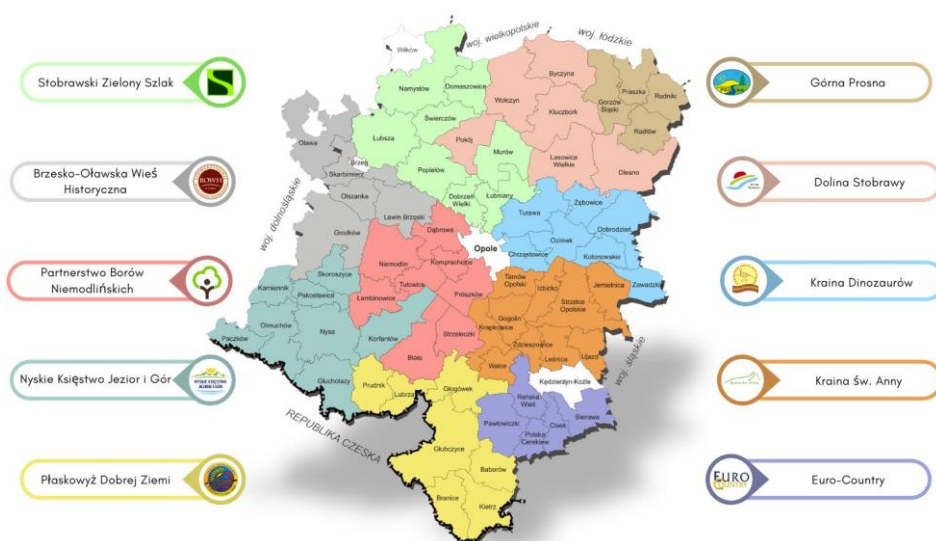 Stobrawski Zielony Szlak
Brzesko-Oławska Wieś
Historyczna
BOWH
Partnerstwo Borów
Niemodlińskich
Nyskie Księstwo Jezior i Gór
NYSKIE KSIĘSTWO
JEZIOR I GÓR
Płaskowyż Dobrej Ziemi
woj. wielkopolskie
woj. łódzkie
woj. dolnośląskie
woj. śląskie
REPUBLIKA CZESKA
Wilków
Namysłów
Domaszowice
Świerczów
Lubsza
Pokój
Popielów
Murów
Dobrzeń
Wielki
Łubniany
Wołczyn
Byczyna
Kluczbork
Lasowice
Wielkie
Olesno
Gorzów
Śląski
Praszka
Rudniki
Radłów
Oława
Brzeg
Skarbimierz
Olszanka
Lewin Brzeski
Grodków
Dąbrowa
Niemodlin
Komprachcice
Tułowice
Łambinowice
Prószków
Strzeleczki
Biała
Opole
Turawa
Zębowice
Dobrodzień
Ozimek
Chrząstowice
Kolonowskie
Zawadzkie
Tarnów
Opolski
Izbicko
Strzelce
Opolskie
Jemielnica
Gogolin
Krapkowice
Zdzieszowice
Walce
Leśnica
Ujazd
Kędzierzyn-Koźle
Skoroszyce
Kamiennik
Pakosławice
Otmuchów
Nysa
Paczków
Korfantów
Głuchołazy
Prudnik
Lubrza
Głogówek
Głubczyce
Baborów
Branice
Kietrz
Reńska
Wieś
Pawłowiczki
Cisek
Bierawa
Polska
Cerekiew
Górna Prosna
Dolina Stobrawy
Kraina Dinozaurów
Kraina św. Anny
Euro-Country
EURO
COUNTRY